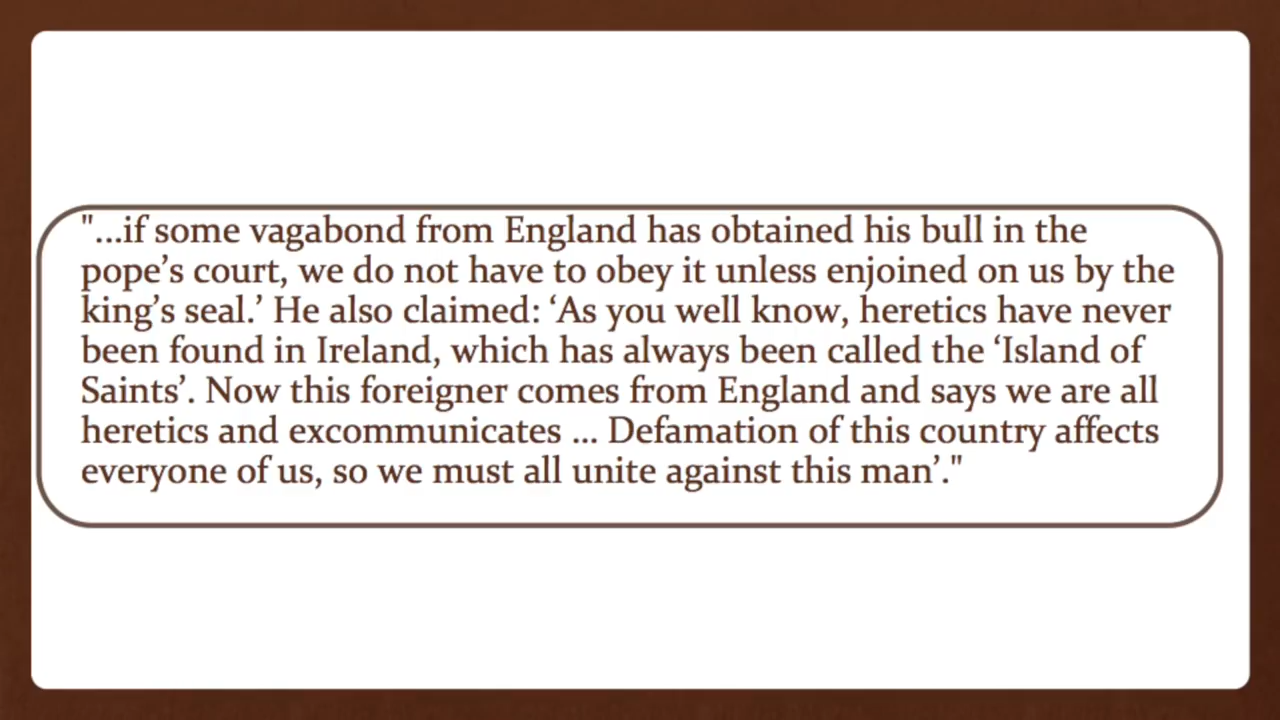 "...if some vagabond from England has obtained his bull in the
pope’s court, we do not have to obey it unless enjoined on us by the
king’s seal.’ He also claimed: ‘As you well know, heretics have never
been found in Ireland, which has always been called the ‘Island of
Saints’. Now this foreigner comes from England and says we are all
heretics and excommunicates ... Defamation of this country affects
everyone of us, so we must all unite against this man’."